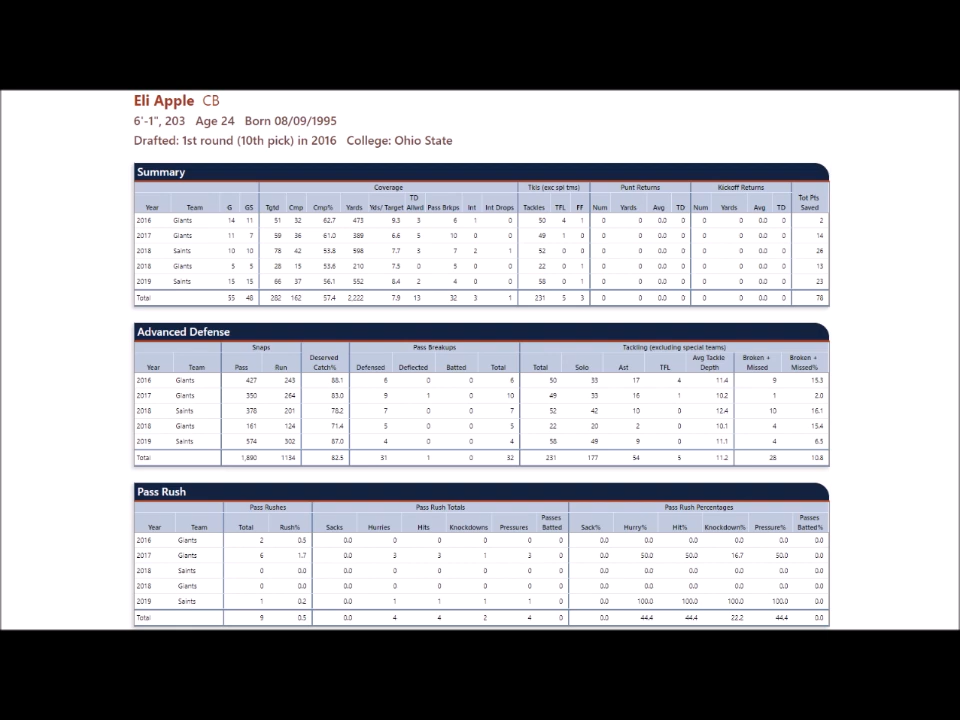 Eli Apple CB
6'-1", 203 Age 24 Born 08/09/1995
Drafted: 1st round (10th pick) in 2016 College: Ohio State
Summary
Coverage Tkls (exc spl tms) Punt Returns Kickoff Returns
Year Team G GS Tgtd Cmp Cmp% Yards Yds/Target TD Allwd Pass Brkps Int Int Drops Tackles TFL FF Num Yards Avg TD Num Yards Avg TD Tot Pts Saved
2016 Giants 14 11 51 32 62.7 473 9.3 3 6 1 0 50 4 1 0 0 0.0 0 0 0 0.0 0 2
2017 Giants 11 7 59 36 61.0 389 6.6 5 10 0 0 49 1 0 0 0 0.0 0 0 0 0.0 0 14
2018 Saints 10 10 78 42 53.8 598 7.7 3 7 2 1 52 0 0 0 0 0.0 0 0 0 0.0 0 26
2018 Giants 5 5 28 15 53.6 210 7.5 0 5 0 0 22 0 1 0 0 0.0 0 0 0 0.0 0 13
2019 Saints 15 15 66 37 56.1 552 8.4 2 4 0 0 58 0 1 0 0 0.0 0 0 0 0.0 0 23
Total 55 48 282 162 57.4 2,222 7.9 13 32 3 1 231 5 3 0 0 0.0 0 0 0 0.0 0 78
Advanced Defense
Snaps Pass Breakups Tackling (excluding special teams)
Year Team Pass Run Deserved Catch% Defensed Deflected Batted Total Total Solo Ast TFL Avg Tackle Depth Broken + Missed Broken + Missed%
2016 Giants 427 243 88.1 6 0 0 6 50 33 17 4 11.4 9 15.3
2017 Giants 350 264 83.0 9 1 0 10 49 33 16 1 10.2 1 2.0
2018 Saints 378 201 78.2 7 0 0 7 52 42 10 0 12.4 10 16.1
2018 Giants 161 124 71.4 5 0 0 5 22 20 2 0 10.1 4 15.4
2019 Saints 574 302 87.0 4 0 0 4 58 49 9 0 11.1 4 6.5
Total 1,890 1134 82.5 31 1 0 32 231 177 54 5 11.2 28 10.8
Pass Rush
Pass Rushes Pass Rush Totals Pass Rush Percentages
Year Team Total Rush% Sacks Hurries Hits Knockdowns Pressures Passes Batted Sack% Hurry% Hit% Knockdown% Pressure% Passes Batted%
2016 Giants 2 0.5 0.0 0 0 0 0 0 0.0 0.0 0.0 0.0 0.0 0.0
2017 Giants 6 1.7 0.0 3 3 1 3 0 0.0 50.0 50.0 16.7 50.0 0.0
2018 Saints 0 0.0 0.0 0 0 0 0 0 0.0 0.0 0.0 0.0 0.0 0.0
2018 Giants 0 0.0 0.0 0 0 0 0 0 0.0 0.0 0.0 0.0 0.0 0.0
2019 Saints 1 0.2 0.0 1 1 1 1 0 0.0 100.0 100.0 100.0 100.0 0.0
Total 9 0.5 0.0 4 4 2 4 0 0.0 44.4 44.4 22.2 44.4 0.0